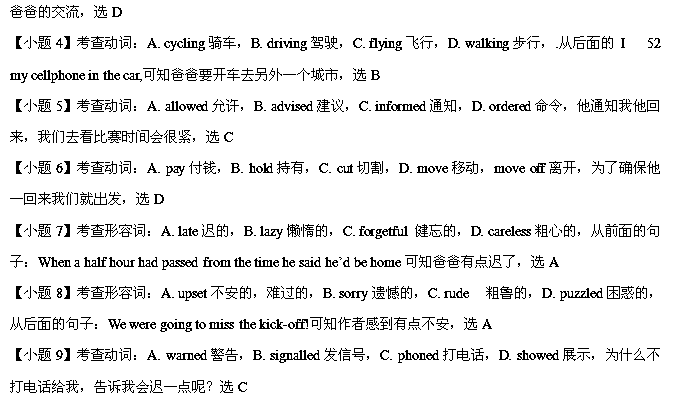 爸爸的交流，选 D
【小题 4】考查动词：A. cycling 骑车，B. driving 驾驶，C. flying 飞行，D. walking 步行，.从后面的 I 52
my cellphone in the car,可知爸爸要开车去另外一个城市，选 B
【小题 5】考查动词：A. allowed 允许，B. advised 建议，C. informed 通知，D. ordered 命令，他通知我他回
来，我们去看比赛时间会很紧，选 C
【小题 6】考查动词：A. pay 付钱，B. hold 持有，C. cut 切割，D. move 移动，move off 离开，为了确保他
一回来我们就出发，选 D
【小题 7】考查形容词：A. late 迟的，B. lazy 懒惰的，C. forgetful 健忘的，D. careless 粗心的，从前面的句
子：When a half hour had passed from the time he said he'd be home 可知爸爸有点迟了，选 A
【小题 8】考查形容词：A. upset 不安的，难过的，B. sorry 遗憾的，C. rude 粗鲁的，D. puzzled 困惑的，
从后面的句子：We were going to miss the kick-off!可知作者感到有点不安，选 A
【小题 9】考查动词：A. warned 警告，B. signalled 发信号，C. phoned 打电话，D. showed 展示，为什么不
打电话给我，告诉我会迟一点呢？选 C